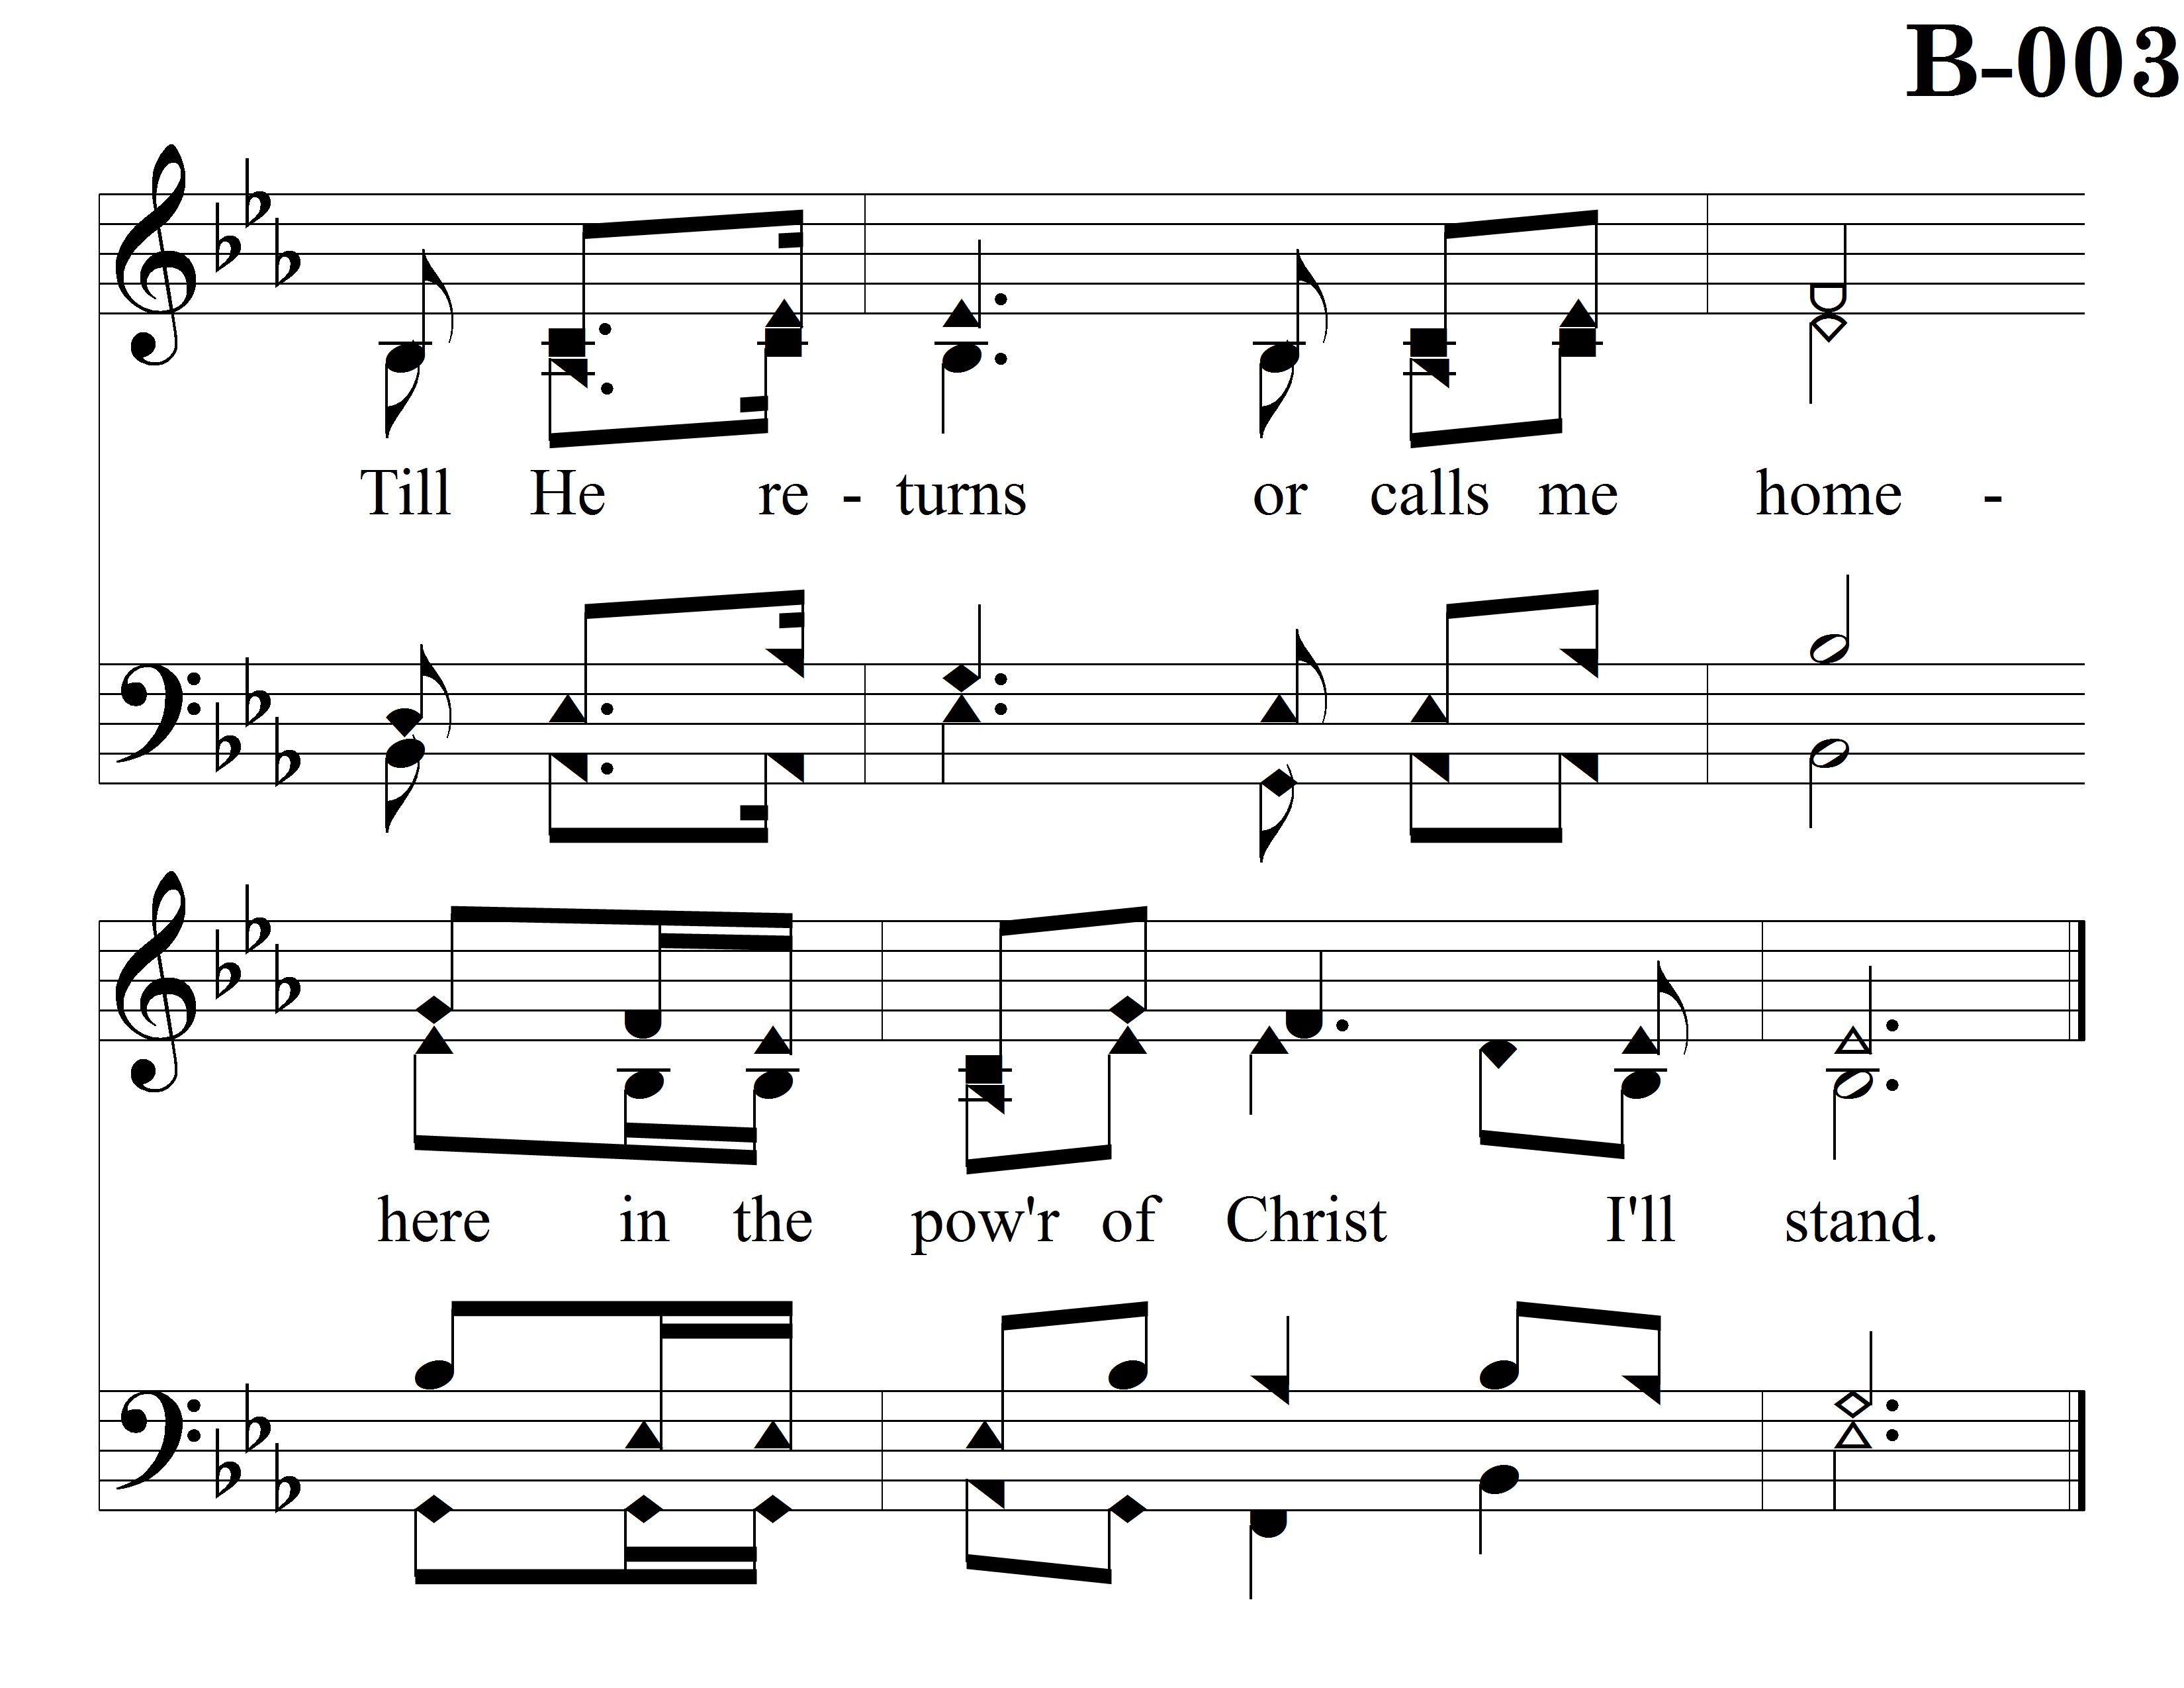 B-003
Till He re - turns or calls me home -
here in the pow'r of Christ I'll stand.